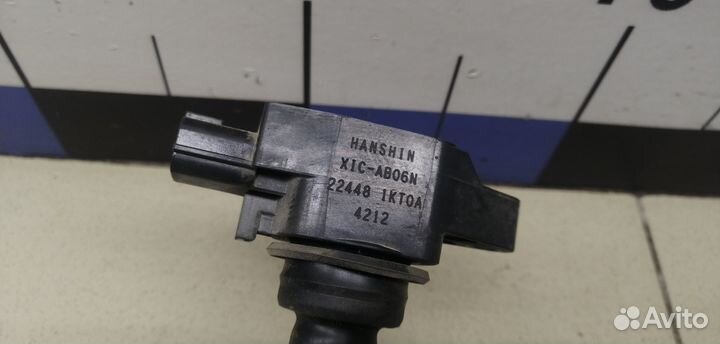 HANSHIN
XIC-AB06N
22448 1KT0A
4212
Avito